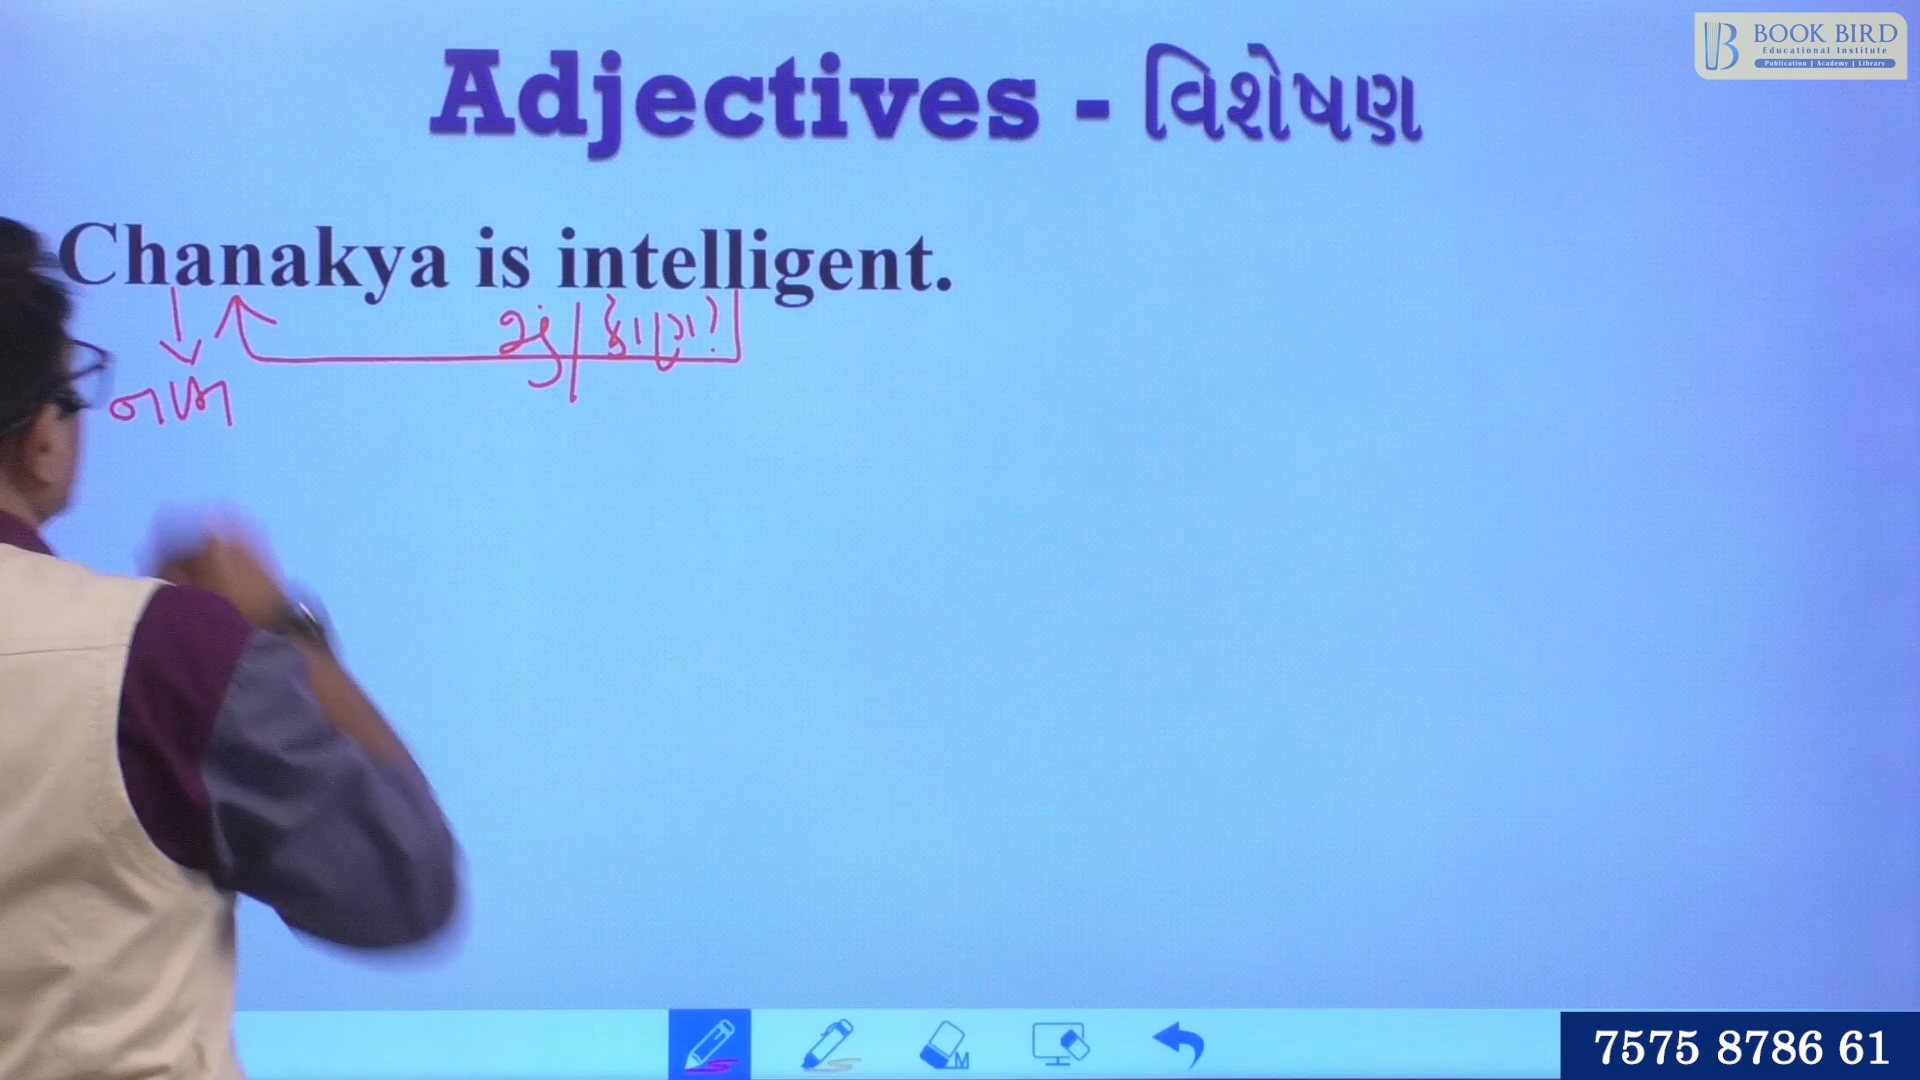 BOOK BIRD
Educational Institute
Publication | Academy | Library
Adjectives - વિશેષણ
Chanakya is intelligent.
શું / કોણ?
નામ
M
7575 8786 61